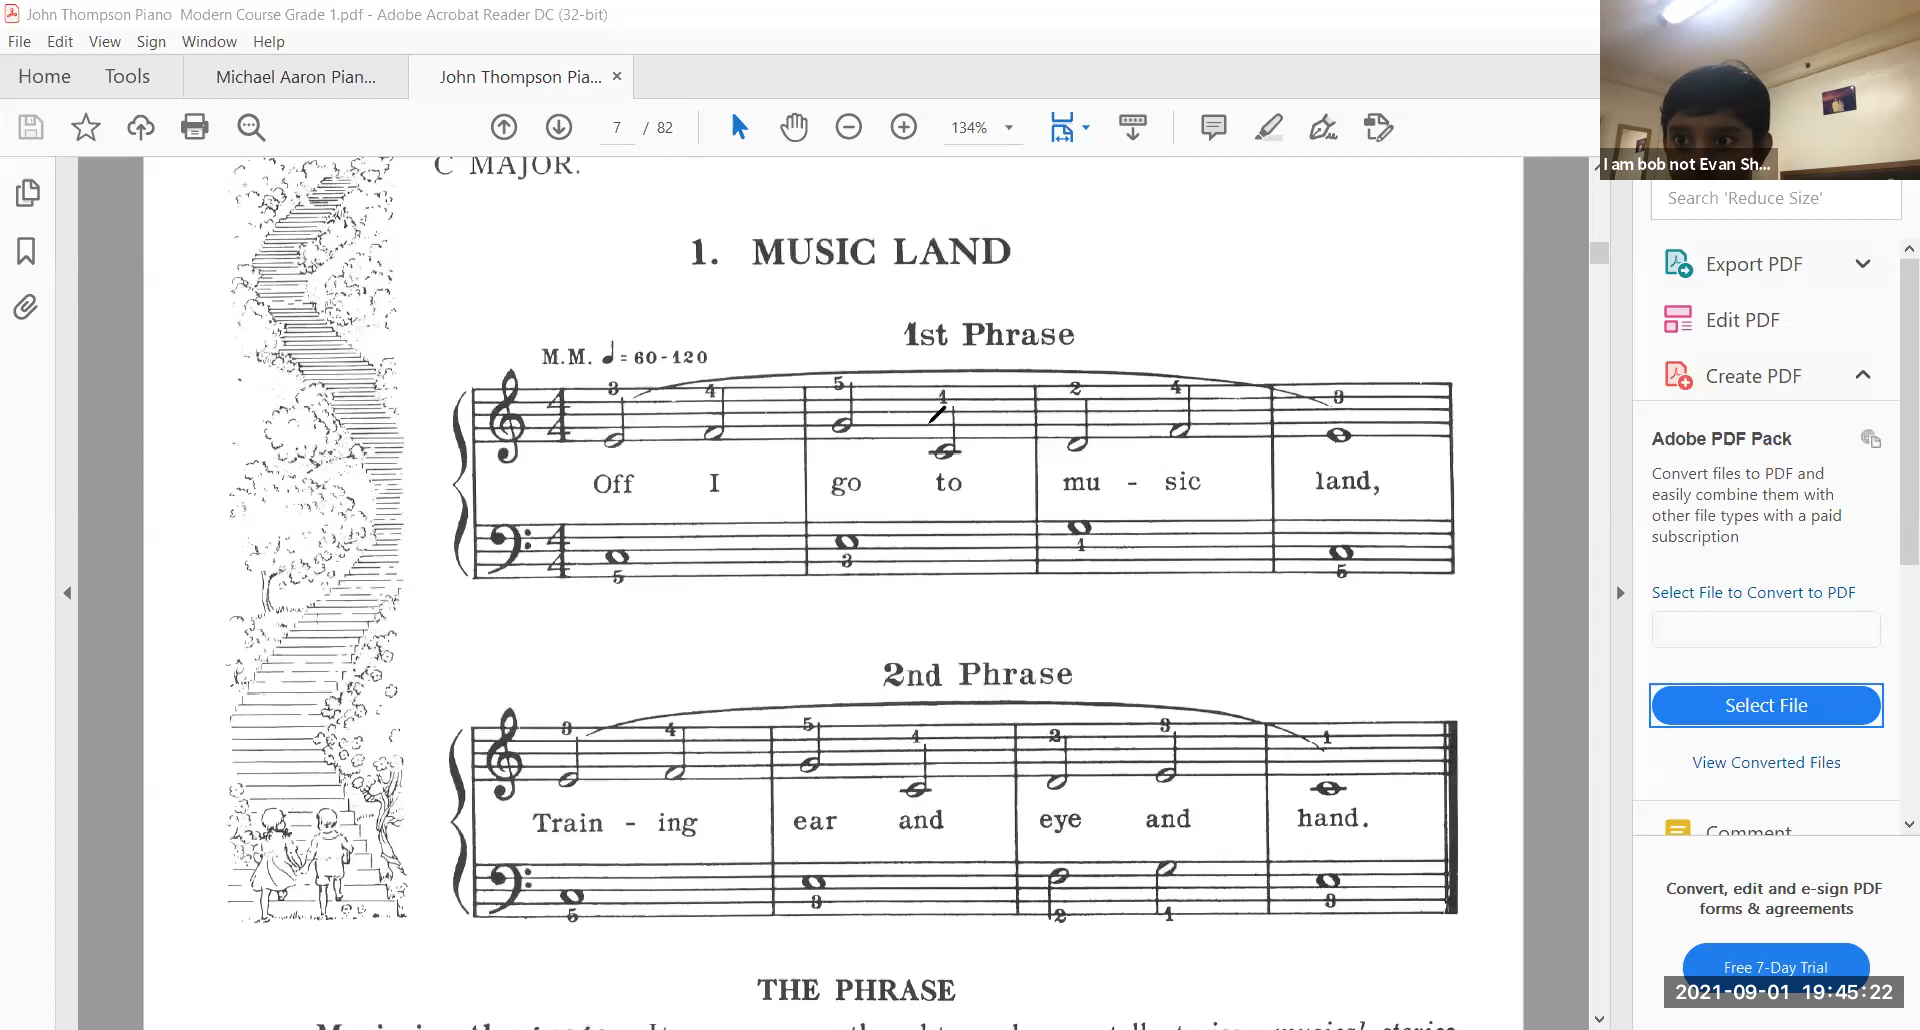 John Thompson Piano  Modern Course Grade 1.pdf - Adobe Acrobat Reader DC (32-bit)
File Edit View Sign Window Help
Home Tools Michael Aaron Pian... John Thompson Pia... ×
7 / 82 134%
I am bob not Evan Sh...
C MAJOR.
1. MUSIC LAND
1st Phrase
M.M. ♩ = 60-120
3 4 5 1 2 4 3
4 4
Off I go to mu - sic land,
4 4
5 3 1 5
2nd Phrase
3 4 5 1 2 3 1
Train - ing ear and eye and hand.
5 3 2 1 3
THE PHRASE
Search 'Reduce Size'
Export PDF
Edit PDF
Create PDF
Adobe PDF Pack
Convert files to PDF and
easily combine them with
other file types with a paid
subscription
Select File to Convert to PDF
Select File
View Converted Files
Comment
Convert, edit and e-sign PDF
forms & agreements
Free 7-Day Trial
2021-09-01 19:45:22